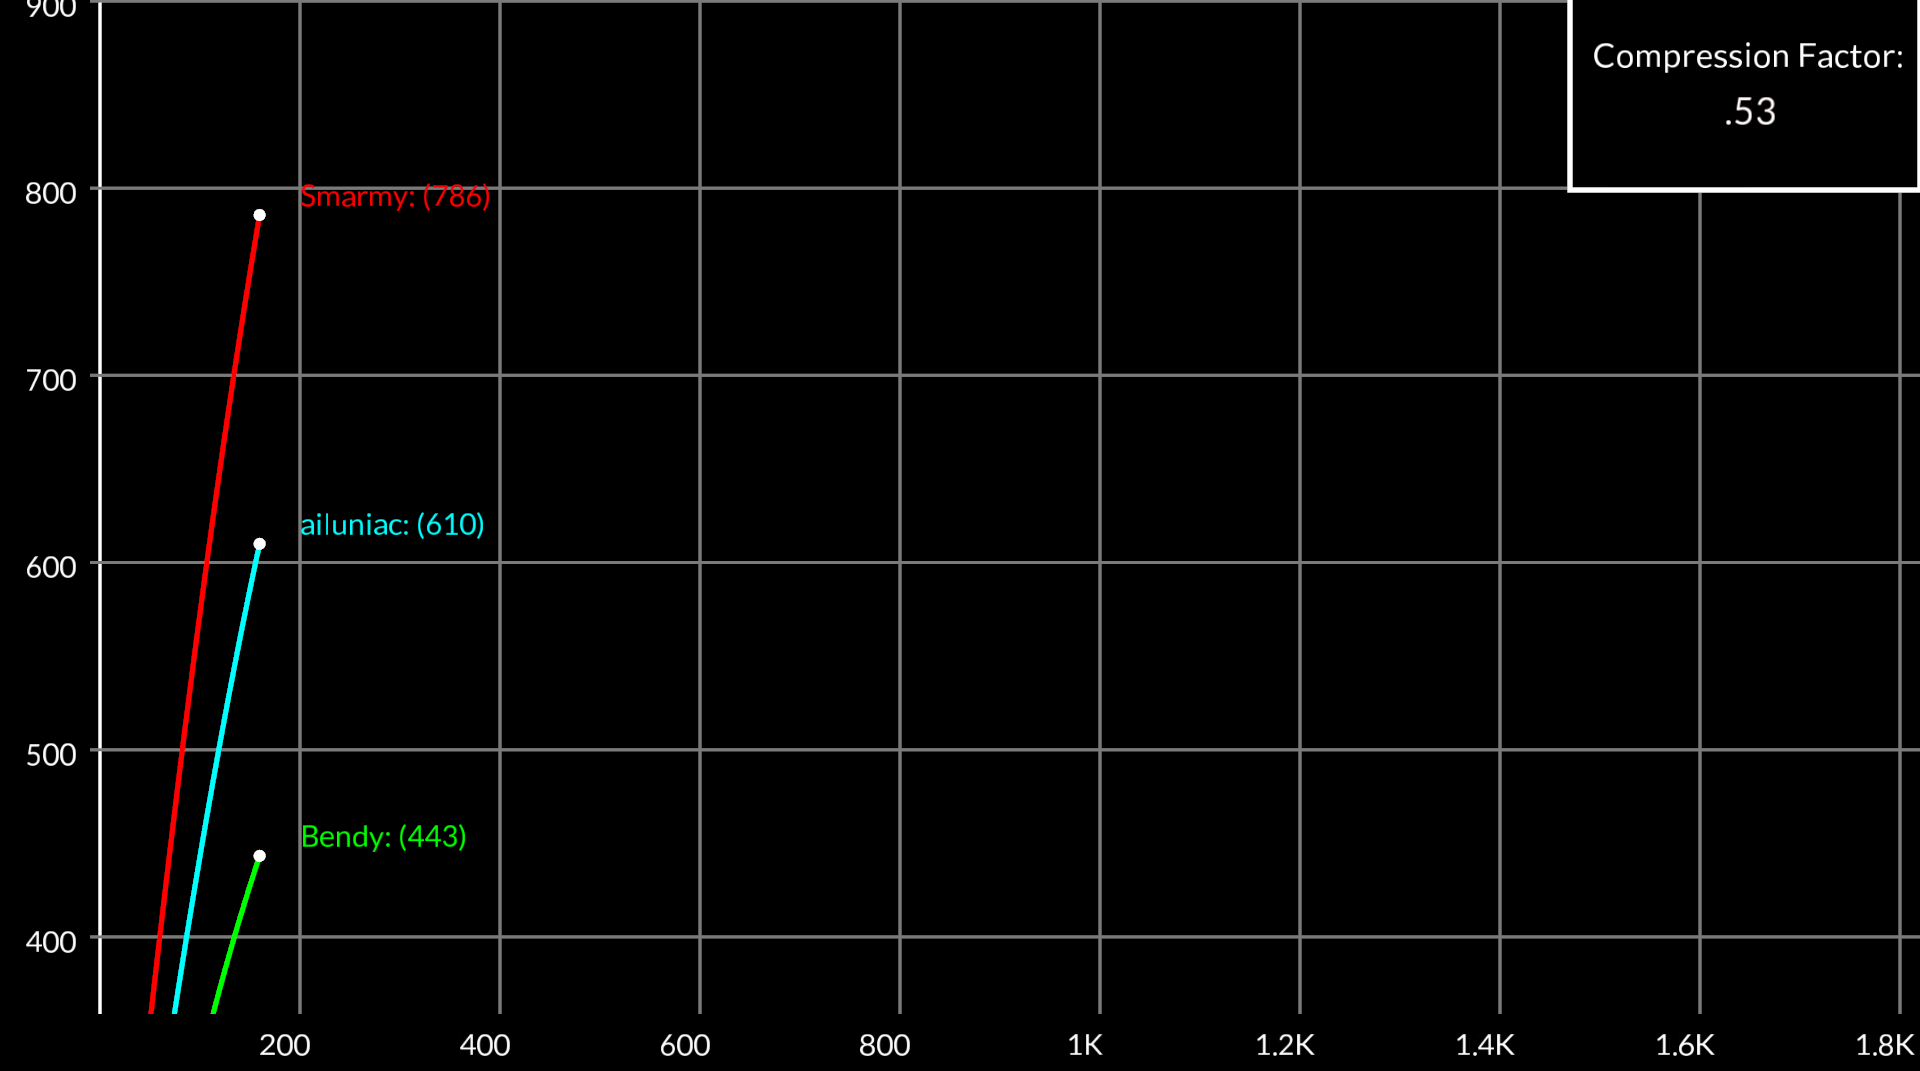 900
Compression Factor:
.53
800
Smarmy: (786)
700
ailuniac: (610)
600
500
Bendy: (443)
400
200 400 600 800 1K 1.2K 1.4K 1.6K 1.8K